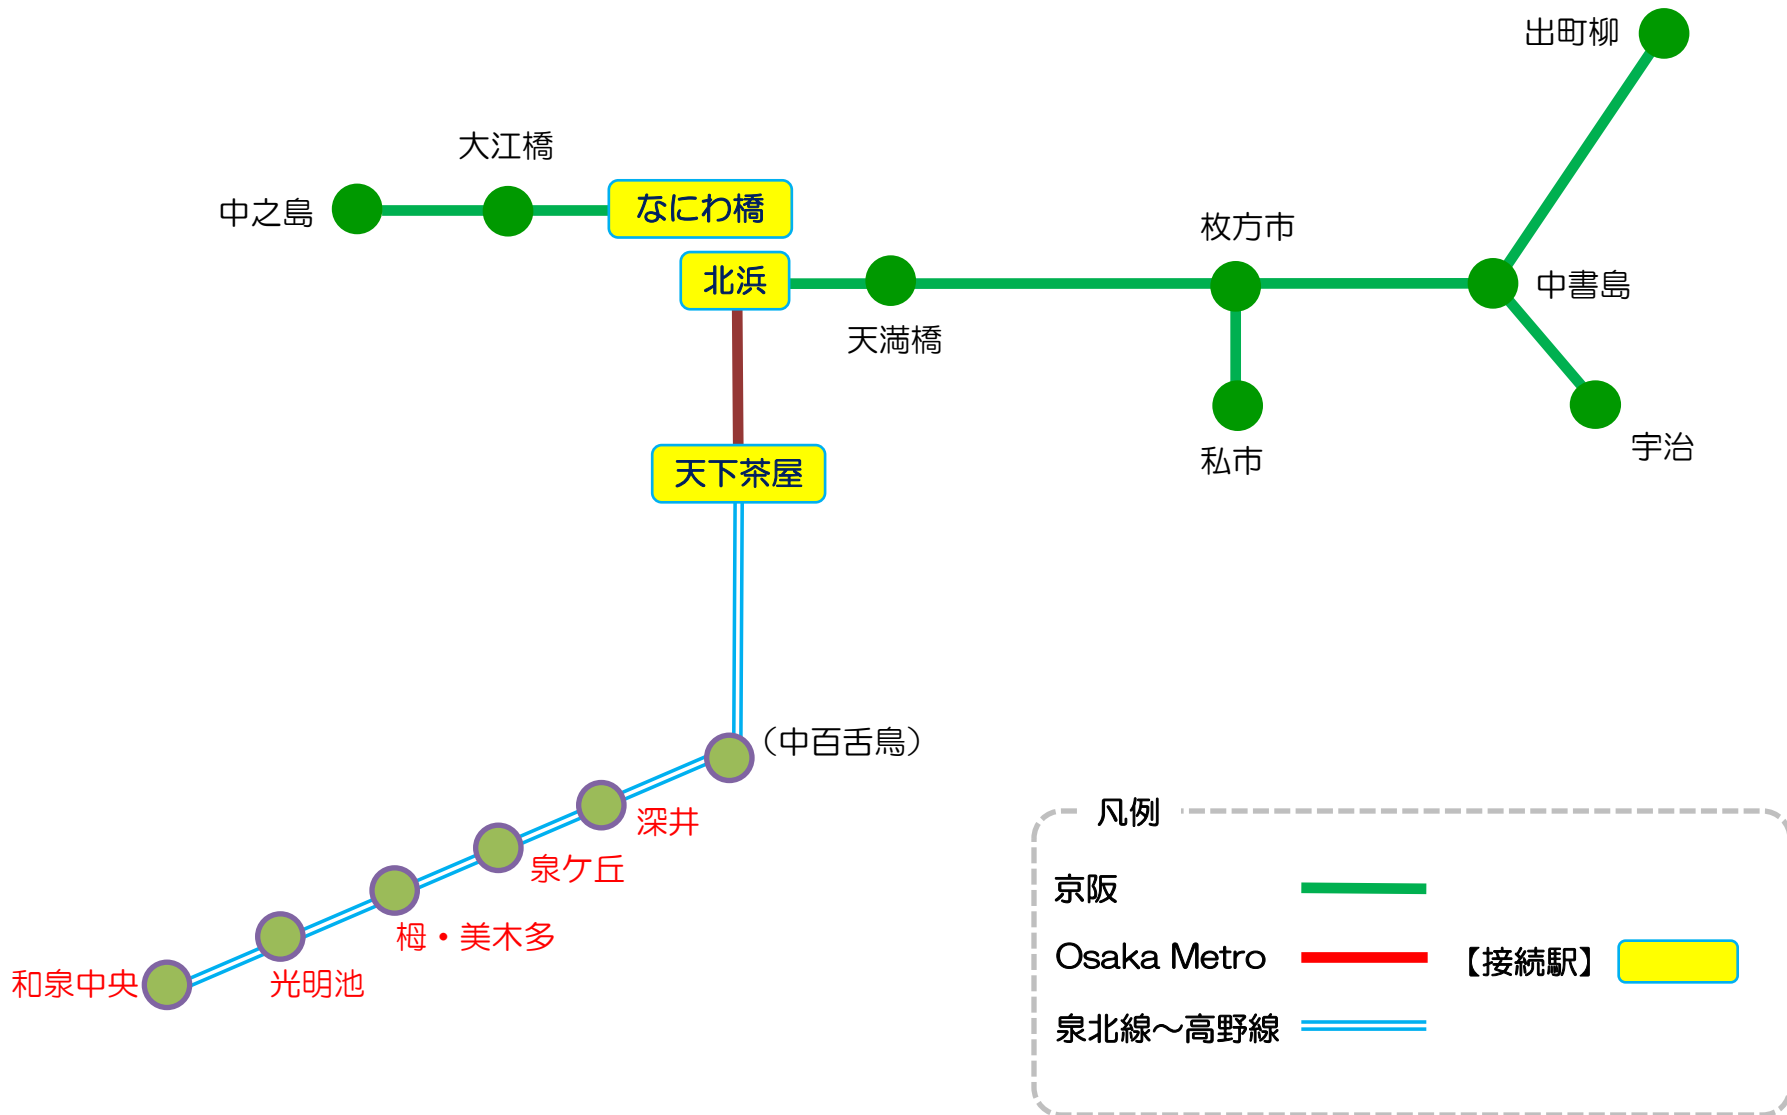 出町柳
大江橋
中之島
なにわ橋
枚方市
北浜
中書島
天満橋
私市
宇治
天下茶屋
（中百舌鳥）
深井
泉ケ丘
栂・美木多
光明池
和泉中央
凡例
京阪
Osaka Metro
【接続駅】
泉北線～高野線